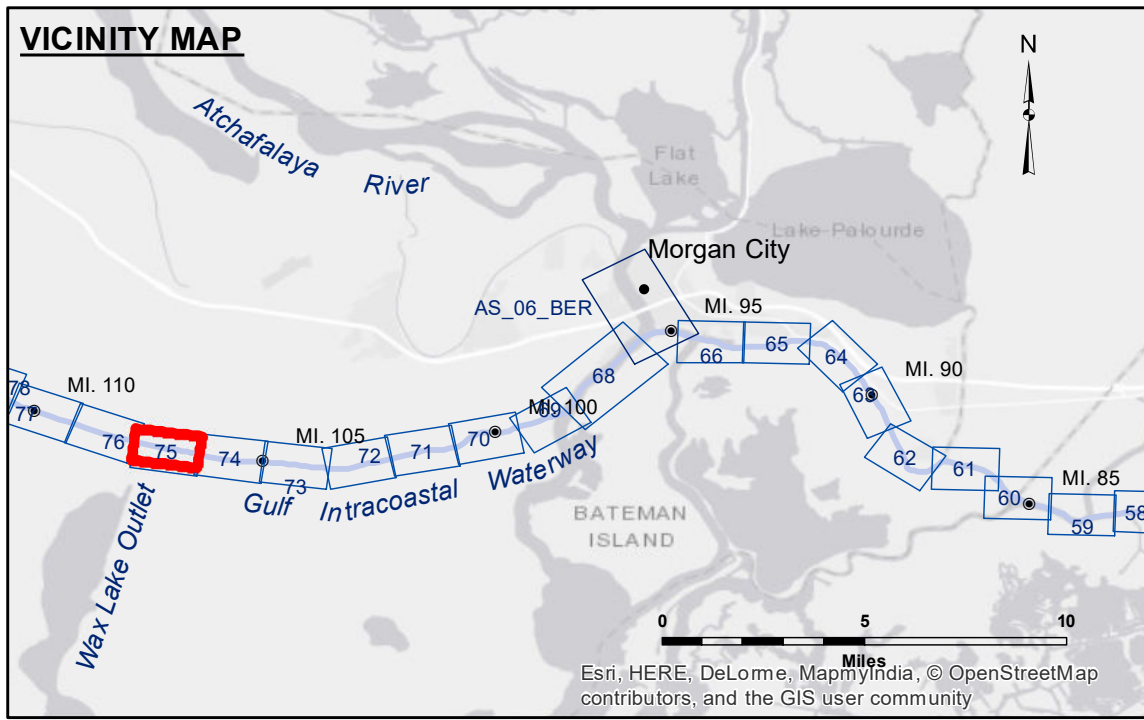 VICINITY MAP
N
Atchafalaya
River
Flat
Lake
Lake Palourde
Morgan City
AS_06_BER
MI. 95
66
65
64
68
MI. 90
63
78
77
MI. 110
MI. 100
69
70
76
75
74
MI. 105
73
72
71
62
61
60
MI. 85
59
58
Gulf Intracoastal Waterway
Wax Lake Outlet
BATEMAN
ISLAND
0 5 10
Miles
Esri, HERE, DeLorme, MapmyIndia, © OpenStreetMap
contributors, and the GIS user community